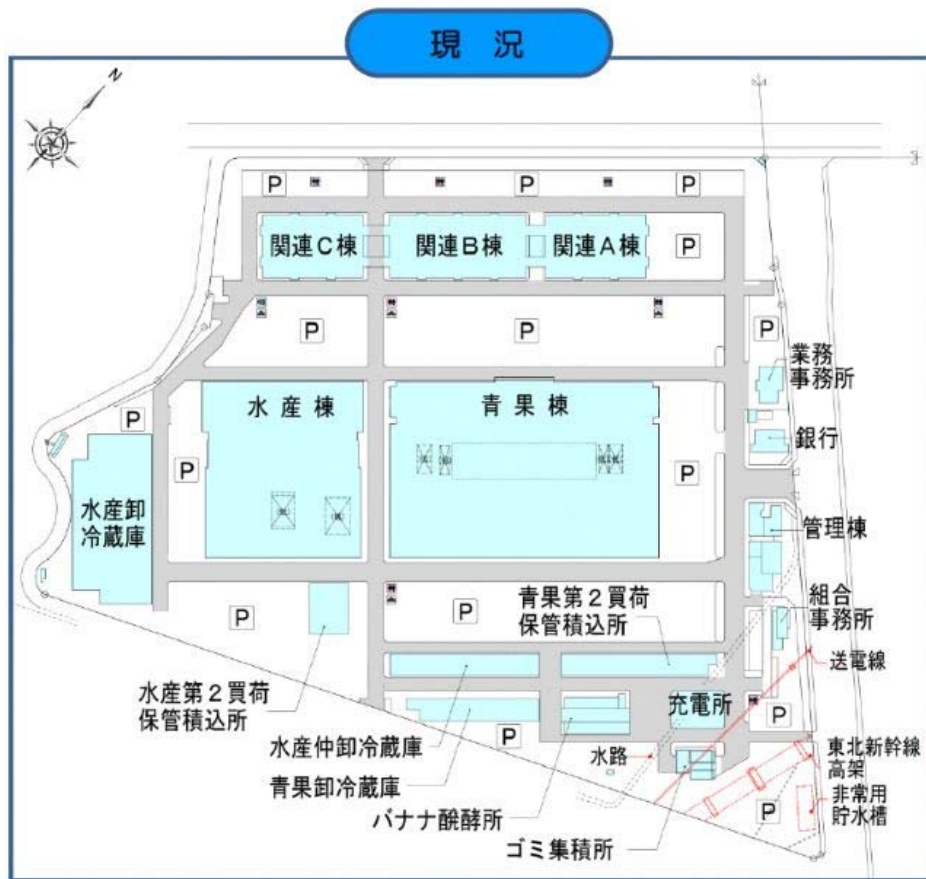 現 況
N
P
P
P
関連C棟
関連B棟
関連A棟
P
P
P
P
業務
事務所
水 産 棟
青 果 棟
P
銀行
P
P
水産卸
冷蔵庫
管理棟
青果第2買荷
保管積込所
組合
事務所
P
P
送電線
水産第2買荷
保管積込所
充電所
P
水産仲卸冷蔵庫
P
水路
東北新幹線
高架
青果卸冷蔵庫
非常用
貯水槽
P
バナナ醗酵所
ゴミ集積所